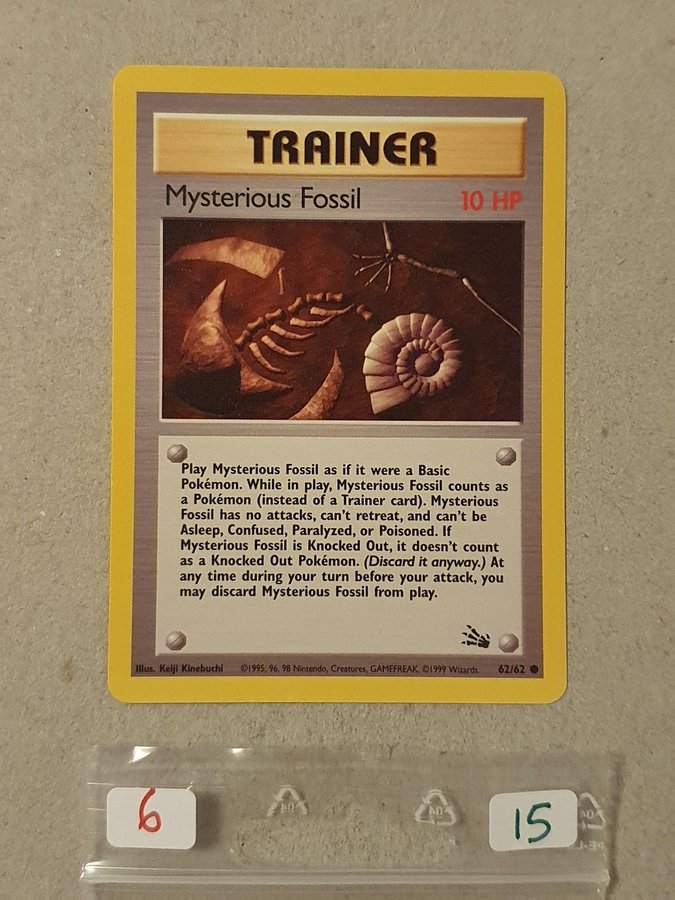 TRAINER
Mysterious Fossil 10 HP
Play Mysterious Fossil as if it were a Basic
Pokémon. While in play, Mysterious Fossil counts as
a Pokémon (instead of a Trainer card). Mysterious
Fossil has no attacks, can't retreat, and can't be
Asleep, Confused, Paralyzed, or Poisoned. If
Mysterious Fossil is Knocked Out, it doesn't count
as a Knocked Out Pokémon. (Discard it anyway.) At
any time during your turn before your attack, you
may discard Mysterious Fossil from play.
Illus. Keiji Kinebuchi ©1995, 96, 98 Nintendo, Creatures, GAMEFREAK. ©1999 Wizards. 62/62
04 04 04
6 15